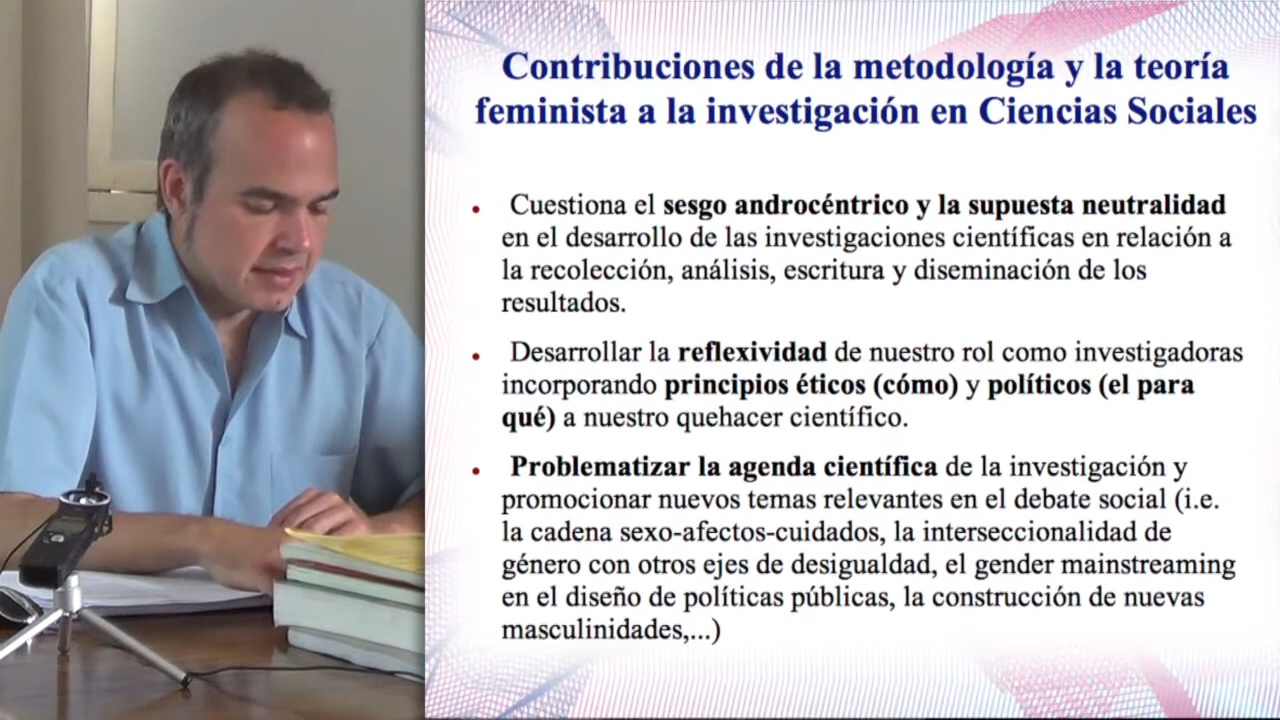 Contribuciones de la metodología y la teoría
feminista a la investigación en Ciencias Sociales
• Cuestiona el sesgo androcéntrico y la supuesta neutralidad
en el desarrollo de las investigaciones científicas en relación a
la recolección, análisis, escritura y diseminación de los
resultados.
• Desarrollar la reflexividad de nuestro rol como investigadoras
incorporando principios éticos (cómo) y políticos (el para
qué) a nuestro quehacer científico.
• Problematizar la agenda científica de la investigación y
promocionar nuevos temas relevantes en el debate social (i.e.
la cadena sexo-afectos-cuidados, la interseccionalidad de
género con otros ejes de desigualdad, el gender mainstreaming
en el diseño de políticas públicas, la construcción de nuevas
masculinidades,...)